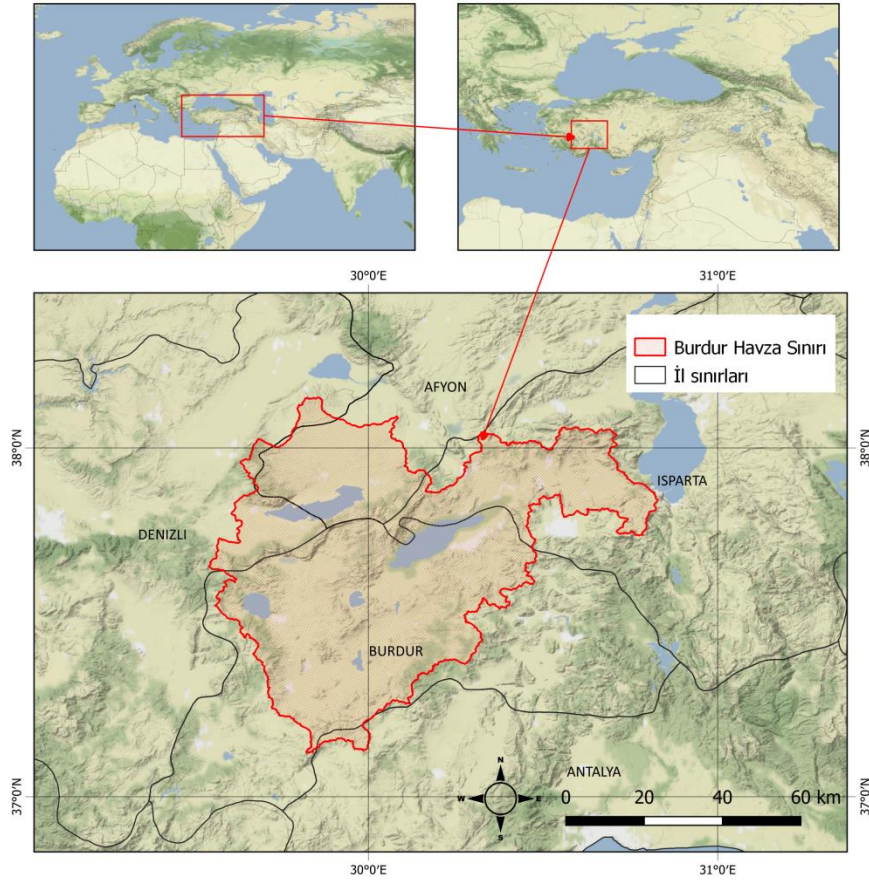 30°0'E
31°0'E
Burdur Havza Sınırı
İl sınırları
AFYON
38°0'N
38°0'N
ISPARTA
DENIZLI
BURDUR
N
W
E
S
ANTALYA
37°0'N
37°0'N
0
20
40
60 km
30°0'E
31°0'E